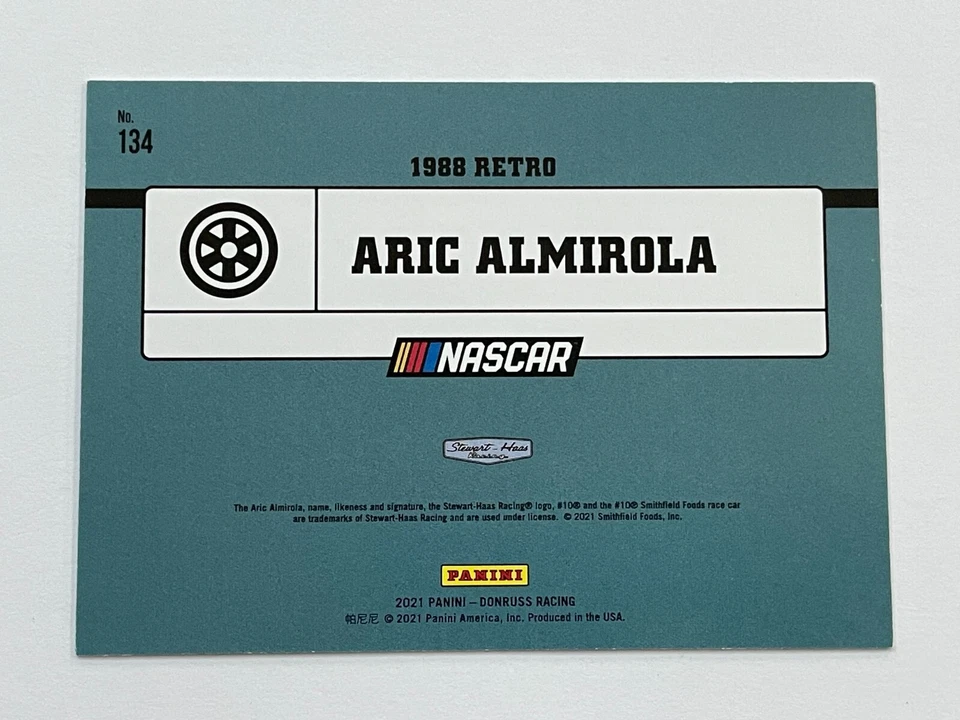 No.
134
1988 RETRO
ARIC ALMIROLA
NASCAR
Stewart-Haas
Racing
The Aric Almirola, name, likeness and signature, the Stewart-Haas Racing® logo, #10® and the #10® Smithfield Foods race car
are trademarks of Stewart-Haas Racing and are used under license. © 2021 Smithfield Foods, Inc.
PANINI
2021 PANINI – DONRUSS RACING
帕尼尼 © 2021 Panini America, Inc. Produced in the USA.